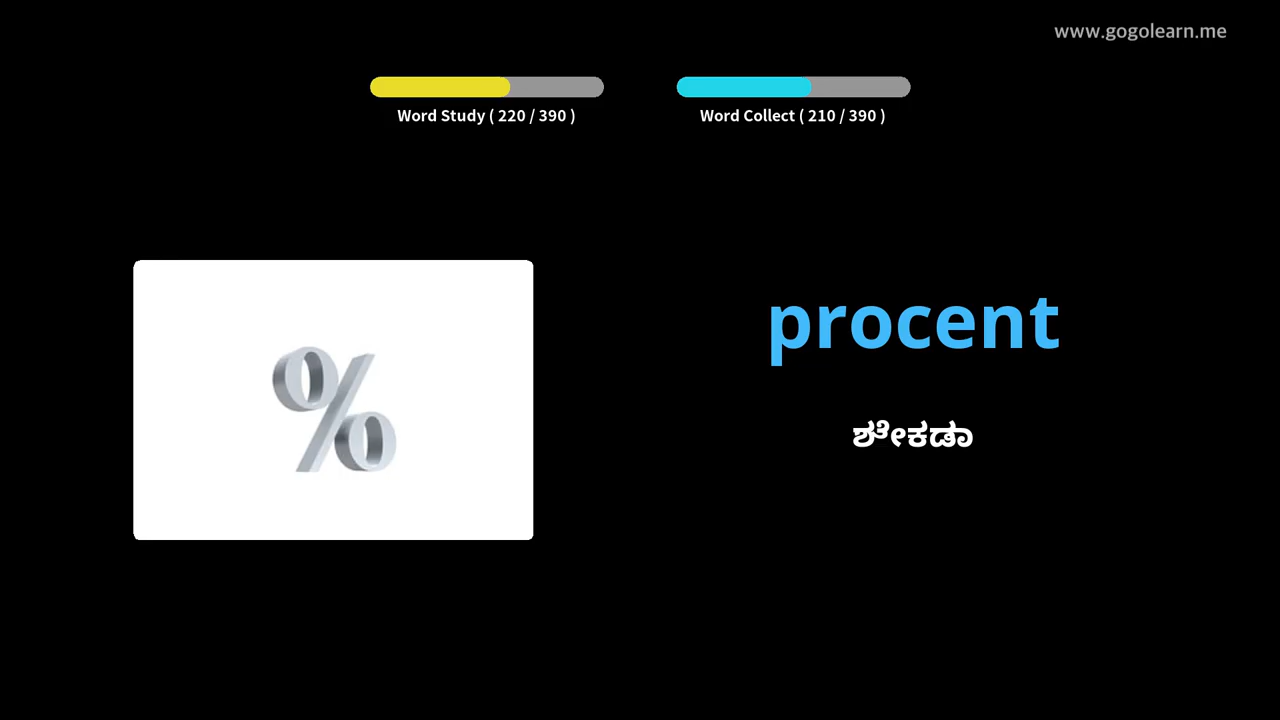 www.gogolearn.me
Word Study ( 220 / 390 )
Word Collect ( 210 / 390 )
%
procent
ಶೇಕಡಾ